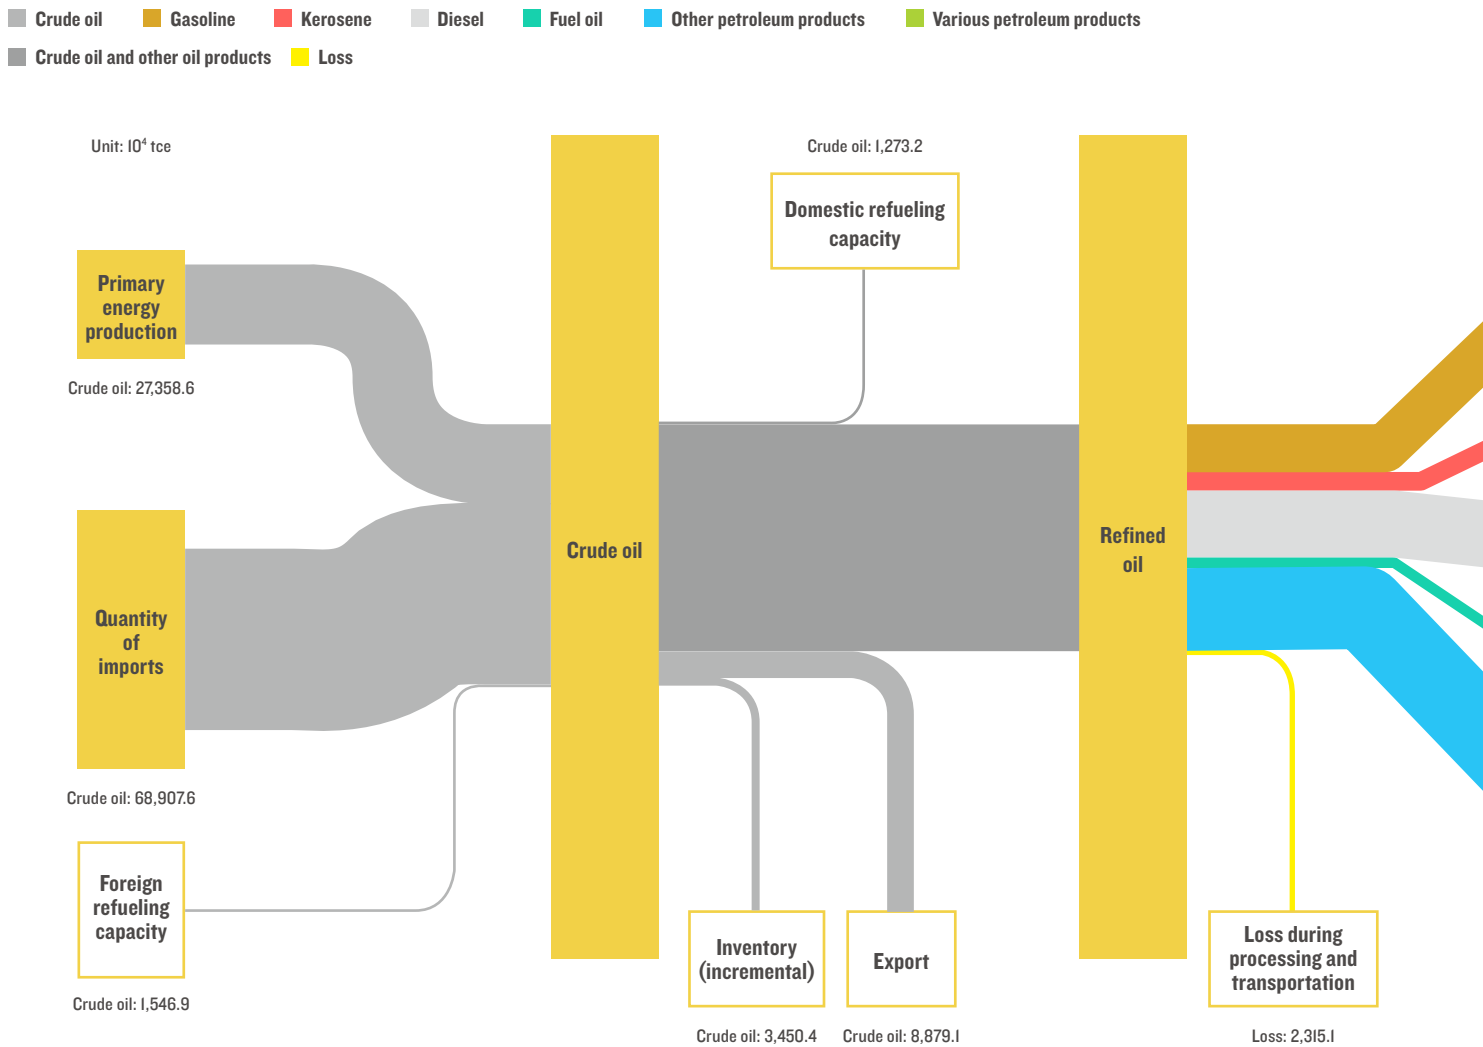 Crude oil
Gasoline
Kerosene
Diesel
Fuel oil
Other petroleum products
Various petroleum products
Crude oil and other oil products
Loss
Unit: 10⁴ tce
Crude oil: 1,273.2
Domestic refueling
capacity
Primary
energy
production
Crude oil: 27,358.6
Crude oil
Refined
oil
Quantity
of
imports
Crude oil: 68,907.6
Foreign
refueling
capacity
Crude oil: 1,546.9
Inventory
(incremental)
Crude oil: 3,450.4
Export
Crude oil: 8,879.1
Loss during
processing and
transportation
Loss: 2,315.1